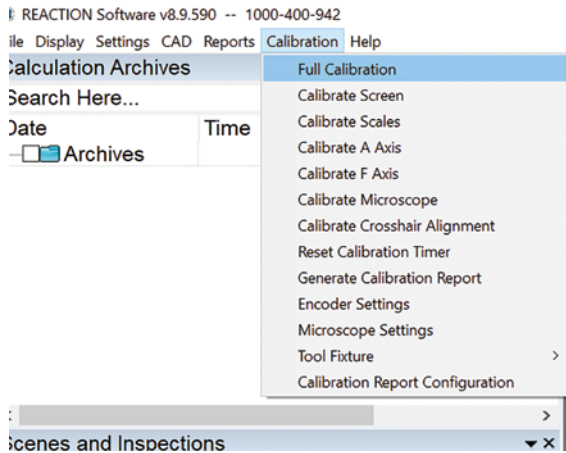 REACTION Software v8.9.590 -- 1000-400-942
ile Display Settings CAD Reports Calibration Help
Calculation Archives
Search Here...
Date Time
Archives
Full Calibration
Calibrate Screen
Calibrate Scales
Calibrate A Axis
Calibrate F Axis
Calibrate Microscope
Calibrate Crosshair Alignment
Reset Calibration Timer
Generate Calibration Report
Encoder Settings
Microscope Settings
Tool Fixture >
Calibration Report Configuration
Scenes and Inspections